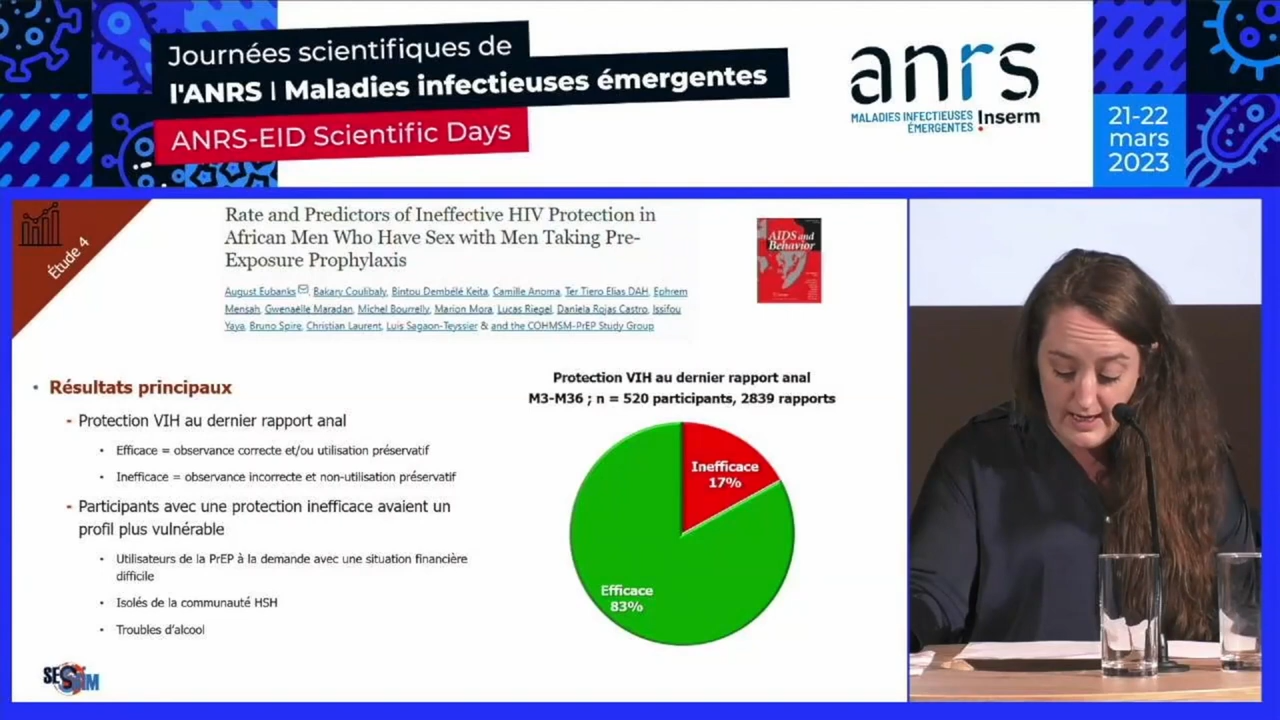 Journées scientifiques de
l'ANRS | Maladies infectieuses émergentes
ANRS-EID Scientific Days
anrs
MALADIES INFECTIEUSES
ÉMERGENTES Inserm
21-22
mars
2023
Étude 4
Rate and Predictors of Ineffective HIV Protection in
African Men Who Have Sex with Men Taking Pre-
Exposure Prophylaxis
August Eubanks, Bakary Coulibaly, Bintou Dembélé Keita, Camille Anoma, Ter Tiero Elias DAH, Ephrem
Mensah, Gwenaëlle Maradan, Michel Bourrelly, Marion Mora, Lucas Riegel, Daniela Rojas Castro, Issifou
Yaya, Bruno Spire, Christian Laurent, Luis Sagaon-Teyssier & and the COHMSM-PrEP Study Group
AIDS and
Behavior
• Résultats principaux
- Protection VIH au dernier rapport anal
• Efficace = observance correcte et/ou utilisation préservatif
• Inefficace = observance incorrecte et non-utilisation préservatif
- Participants avec une protection inefficace avaient un
profil plus vulnérable
• Utilisateurs de la PrEP à la demande avec une situation financière
difficile
• Isolés de la communauté HSH
• Troubles d'alcool
Protection VIH au dernier rapport anal
M3-M36 ; n = 520 participants, 2839 rapports
Inefficace
17%
Efficace
83%
SESSTIM